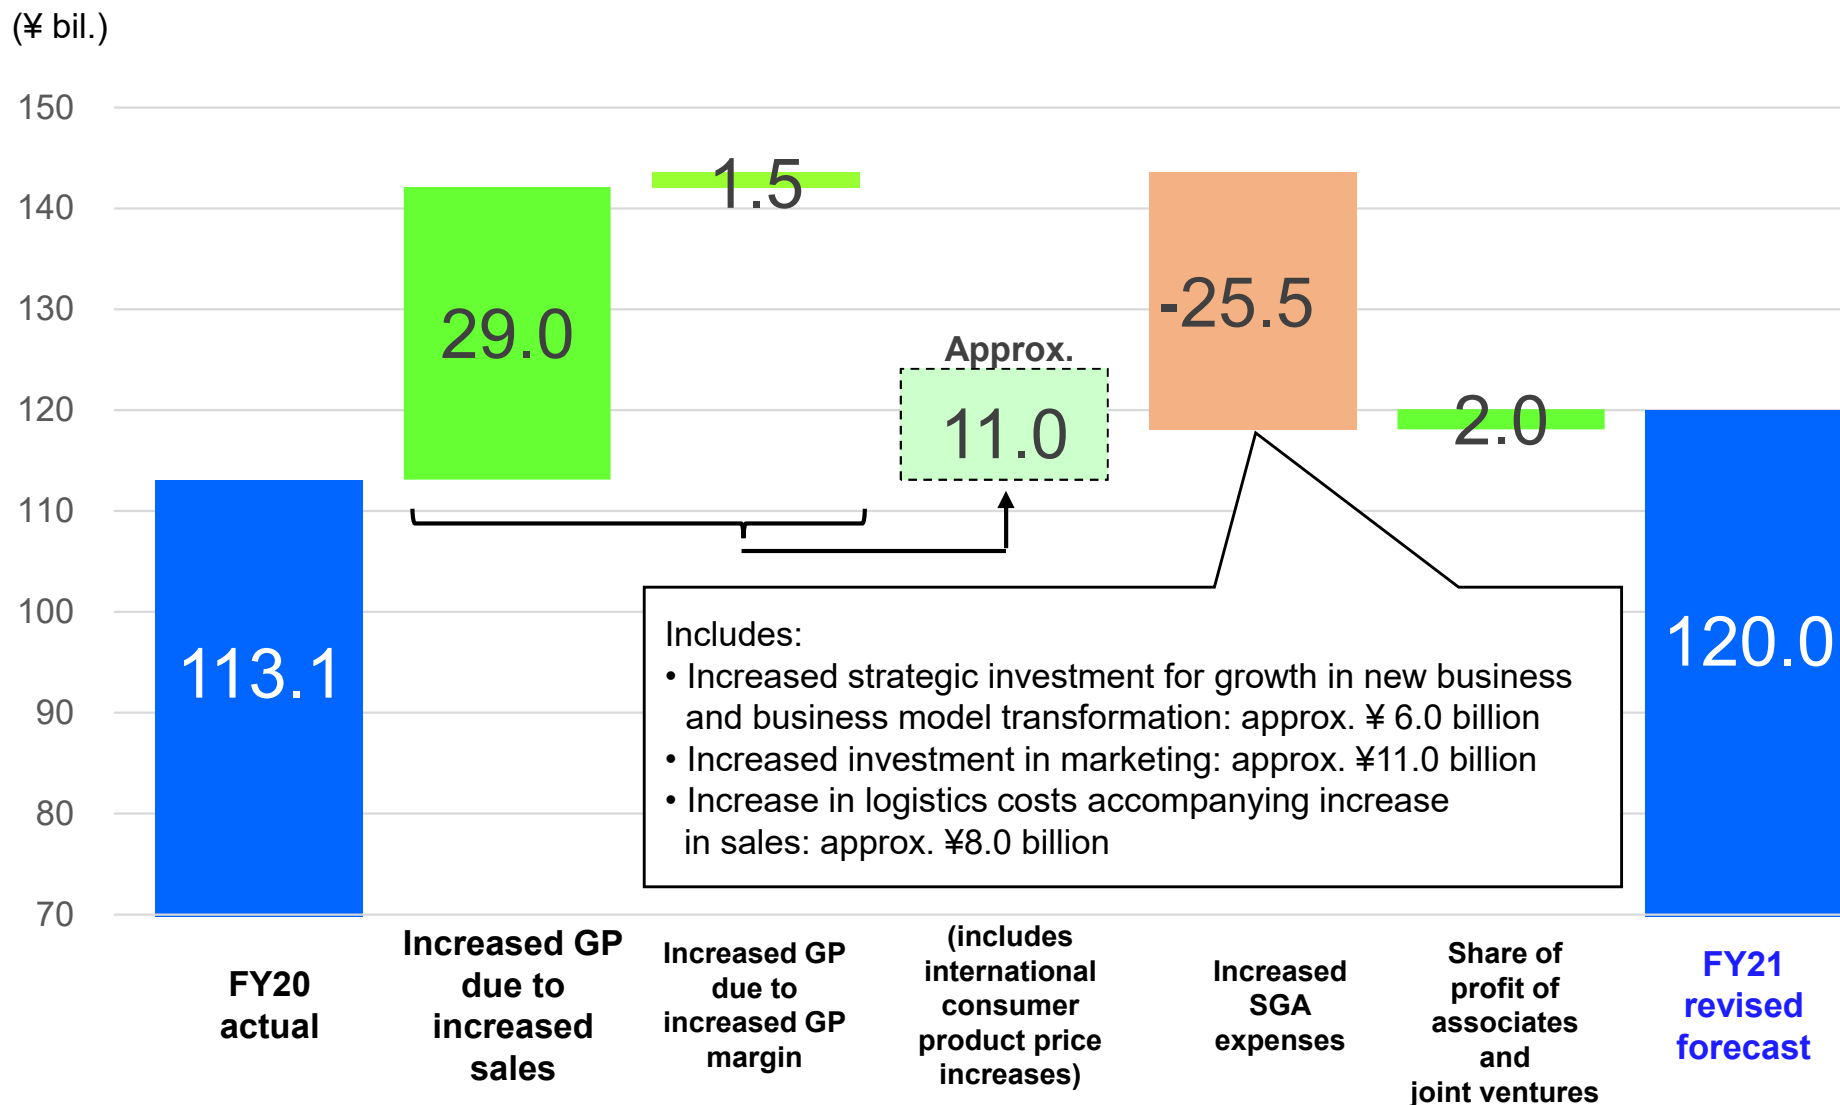 (¥ bil.)
150
140
130
120
110
100
90
80
70
113.1
29.0
1.5
Approx.
11.0
-25.5
2.0
120.0
Includes:
• Increased strategic investment for growth in new business
and business model transformation: approx. ¥ 6.0 billion
• Increased investment in marketing: approx. ¥11.0 billion
• Increase in logistics costs accompanying increase
in sales: approx. ¥8.0 billion
FY20
actual
Increased GP
due to
increased
sales
Increased GP
due to
increased GP
margin
(includes
international
consumer
product price
increases)
Increased
SGA
expenses
Share of
profit of
associates
and
joint ventures
FY21
revised
forecast